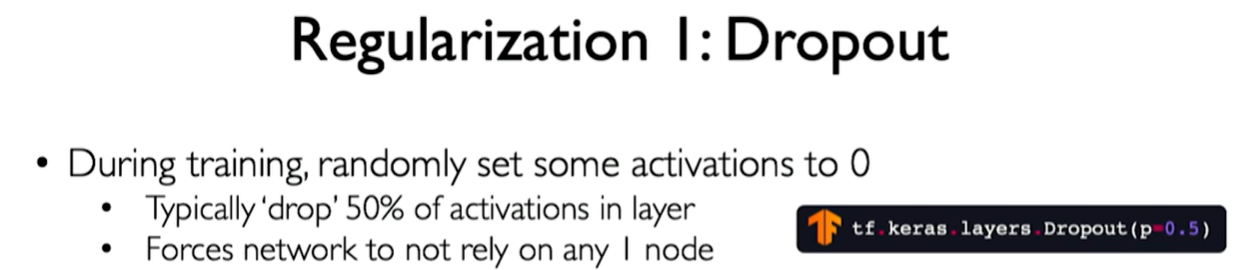 Regularization 1: Dropout
• During training, randomly set some activations to 0
• Typically ‘drop’ 50% of activations in layer
• Forces network to not rely on any 1 node
tf.keras.layers.Dropout(p=0.5)